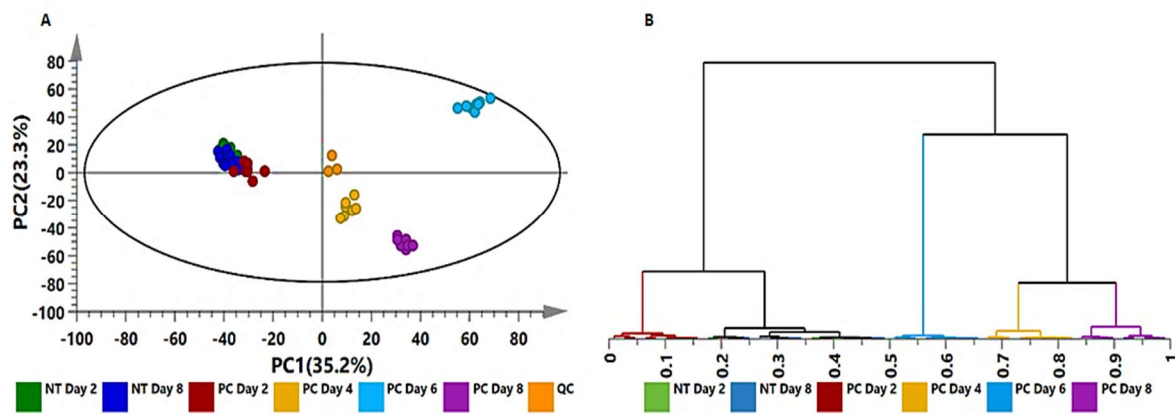 A
B
PC2(23.3%)
80
60
40
20
0
-20
-40
-60
-80
-100
-100 -80 -60 -40 -20 0 20 40 60 80
PC1(35.2%)
0 0.1 0.2 0.3 0.4 0.5 0.6 0.7 0.8 0.9 1
NT Day 2 NT Day 8 PC Day 2 PC Day 4 PC Day 6 PC Day 8 QC
NT Day 2 NT Day 8 PC Day 2 PC Day 4 PC Day 6 PC Day 8